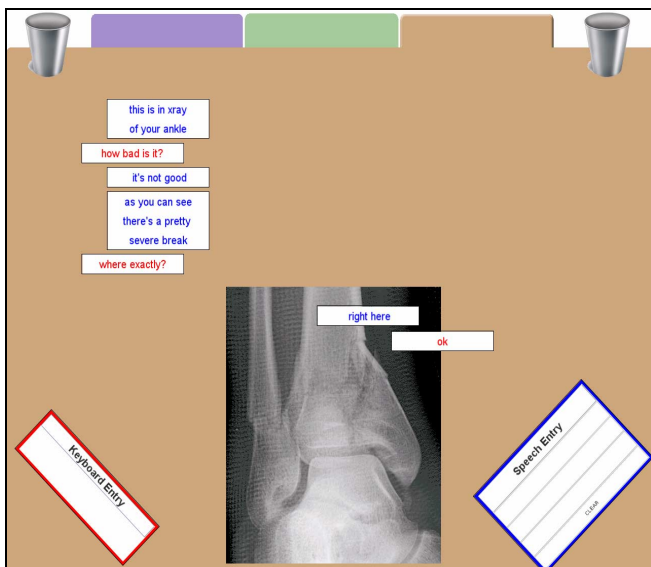 this is in xray
of your ankle
how bad is it?
it's not good
as you can see
there's a pretty
severe break
where exactly?
right here
ok
Keyboard Entry
Speech Entry
CLEAR